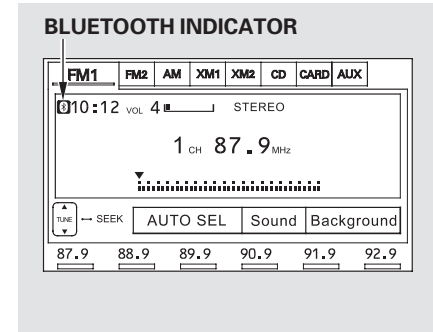 BLUETOOTH INDICATOR
FM1 FM2 AM XM1 XM2 CD CARD AUX
10:12 VOL 4 STEREO
1 CH 87.9 MHz
TUNE SEEK AUTO SEL Sound Background
87.9 88.9 89.9 90.9 91.9 92.9